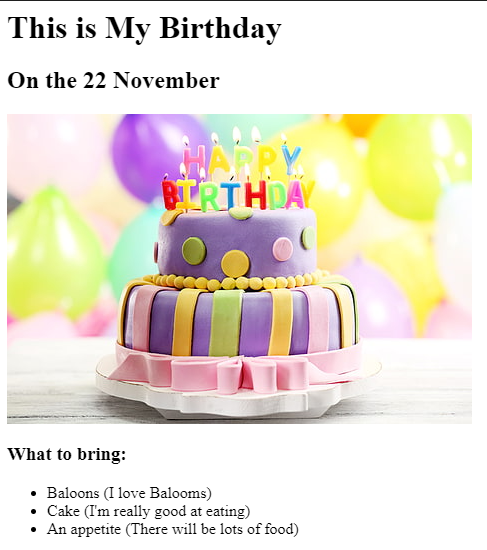 This is My Birthday
On the 22 November
HAPPY
BIRTHDAY
What to bring:
Baloons (I love Balooms)
Cake (I'm really good at eating)
An appetite (There will be lots of food)